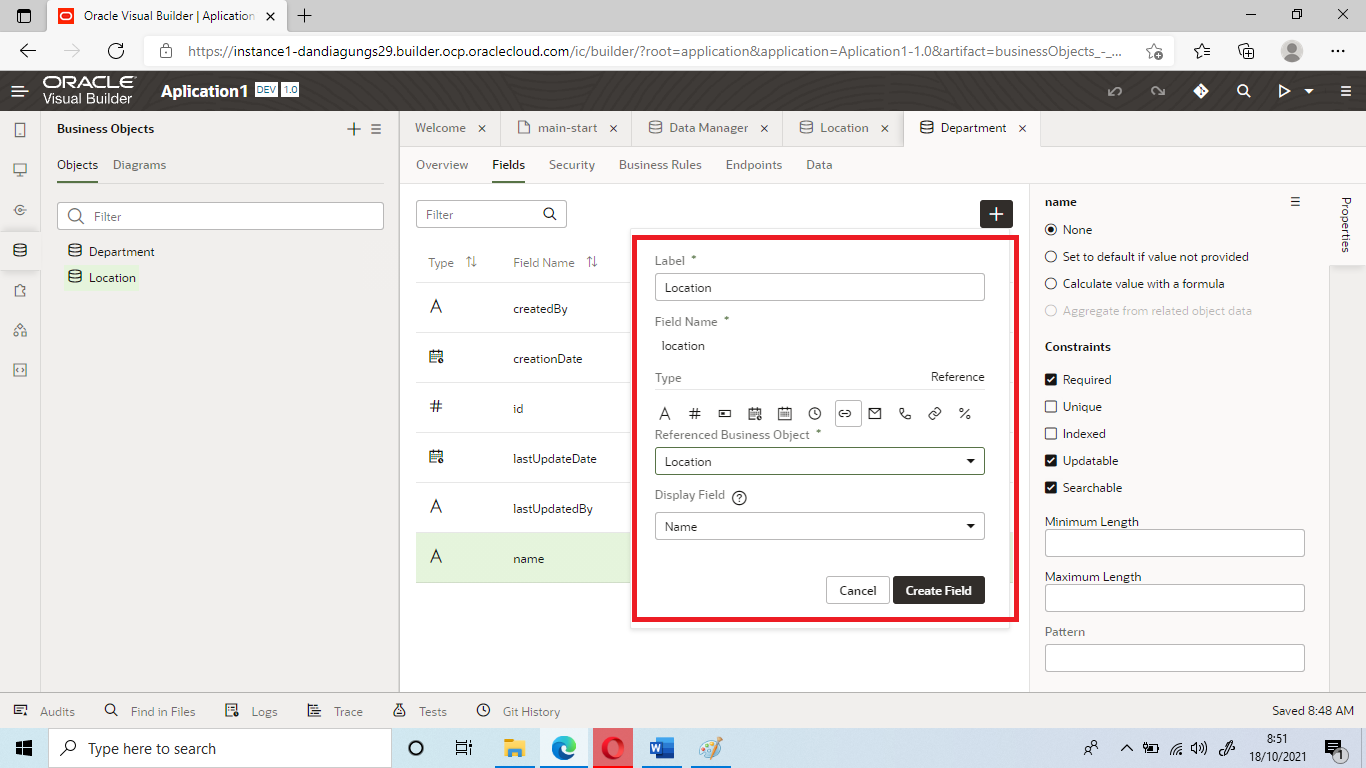 Oracle Visual Builder | Aplication
https://instance1-dandiagungs29.builder.ocp.oraclecloud.com/ic/builder/?root=application&application=Aplication1-1.0&artifact=businessObjects_-_...
ORACLE
Visual Builder
Aplication1 DEV 1.0
Business Objects
Objects Diagrams
Filter
Department
Location
Welcome
main-start
Data Manager
Location
Department
Overview Fields Security Business Rules Endpoints Data
Filter
Type Field Name
A createdBy
creationDate
# id
lastUpdateDate
A lastUpdatedBy
A name
Label *
Location
Field Name *
location
Type Reference
A # %
Referenced Business Object *
Location
Display Field ?
Name
Cancel Create Field
name
None
Set to default if value not provided
Calculate value with a formula
Aggregate from related object data
Constraints
Required
Unique
Indexed
Updatable
Searchable
Minimum Length
Maximum Length
Pattern
Properties
Audits Find in Files Logs Trace Tests Git History
Saved 8:48 AM
Type here to search
8:51
18/10/2021
1